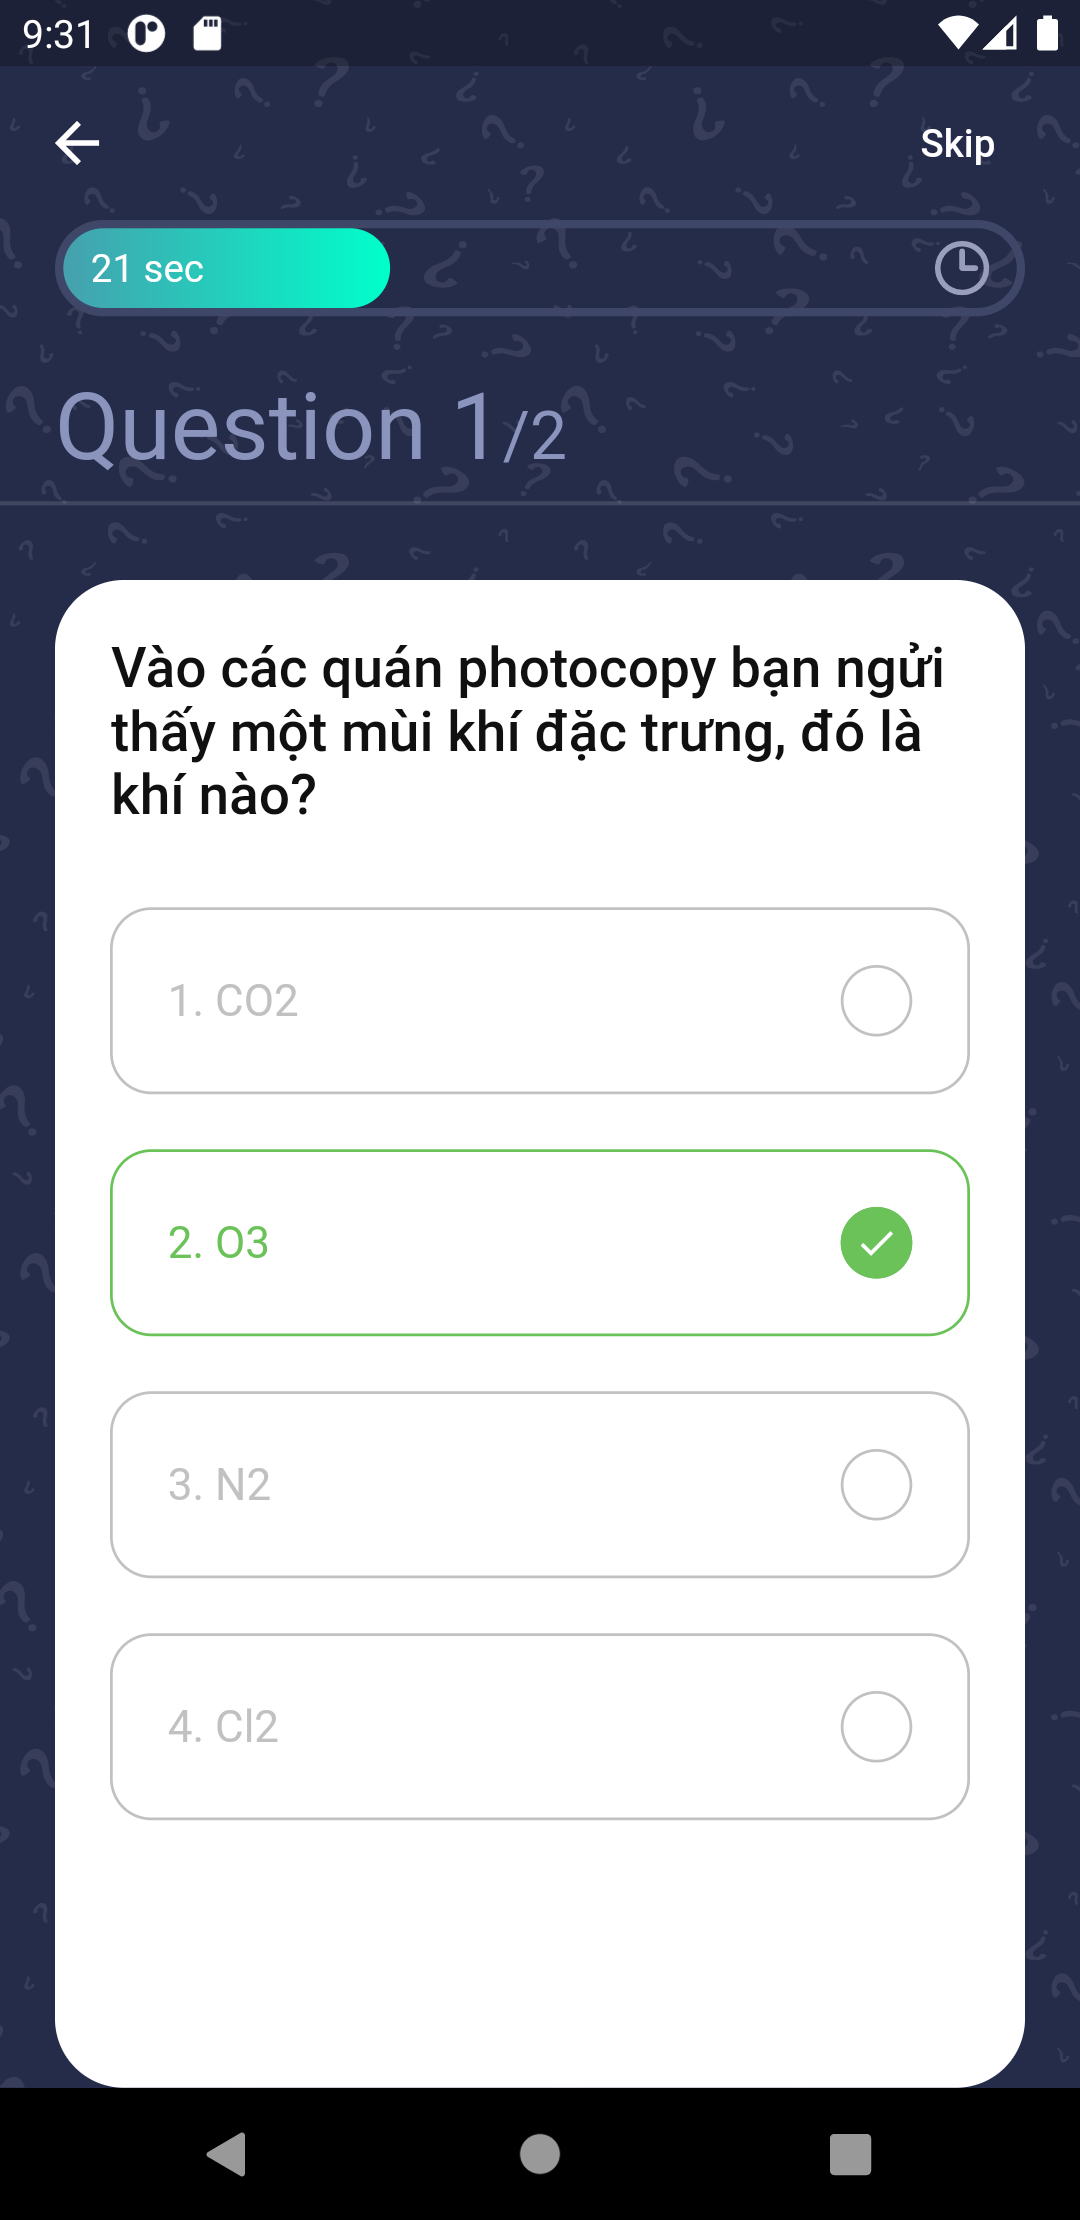 9:31
Skip
21 sec
Question 1/2
Vào các quán photocopy bạn ngửi
thấy một mùi khí đặc trưng, đó là
khí nào?
1. CO2
2. O3
3. N2
4. Cl2